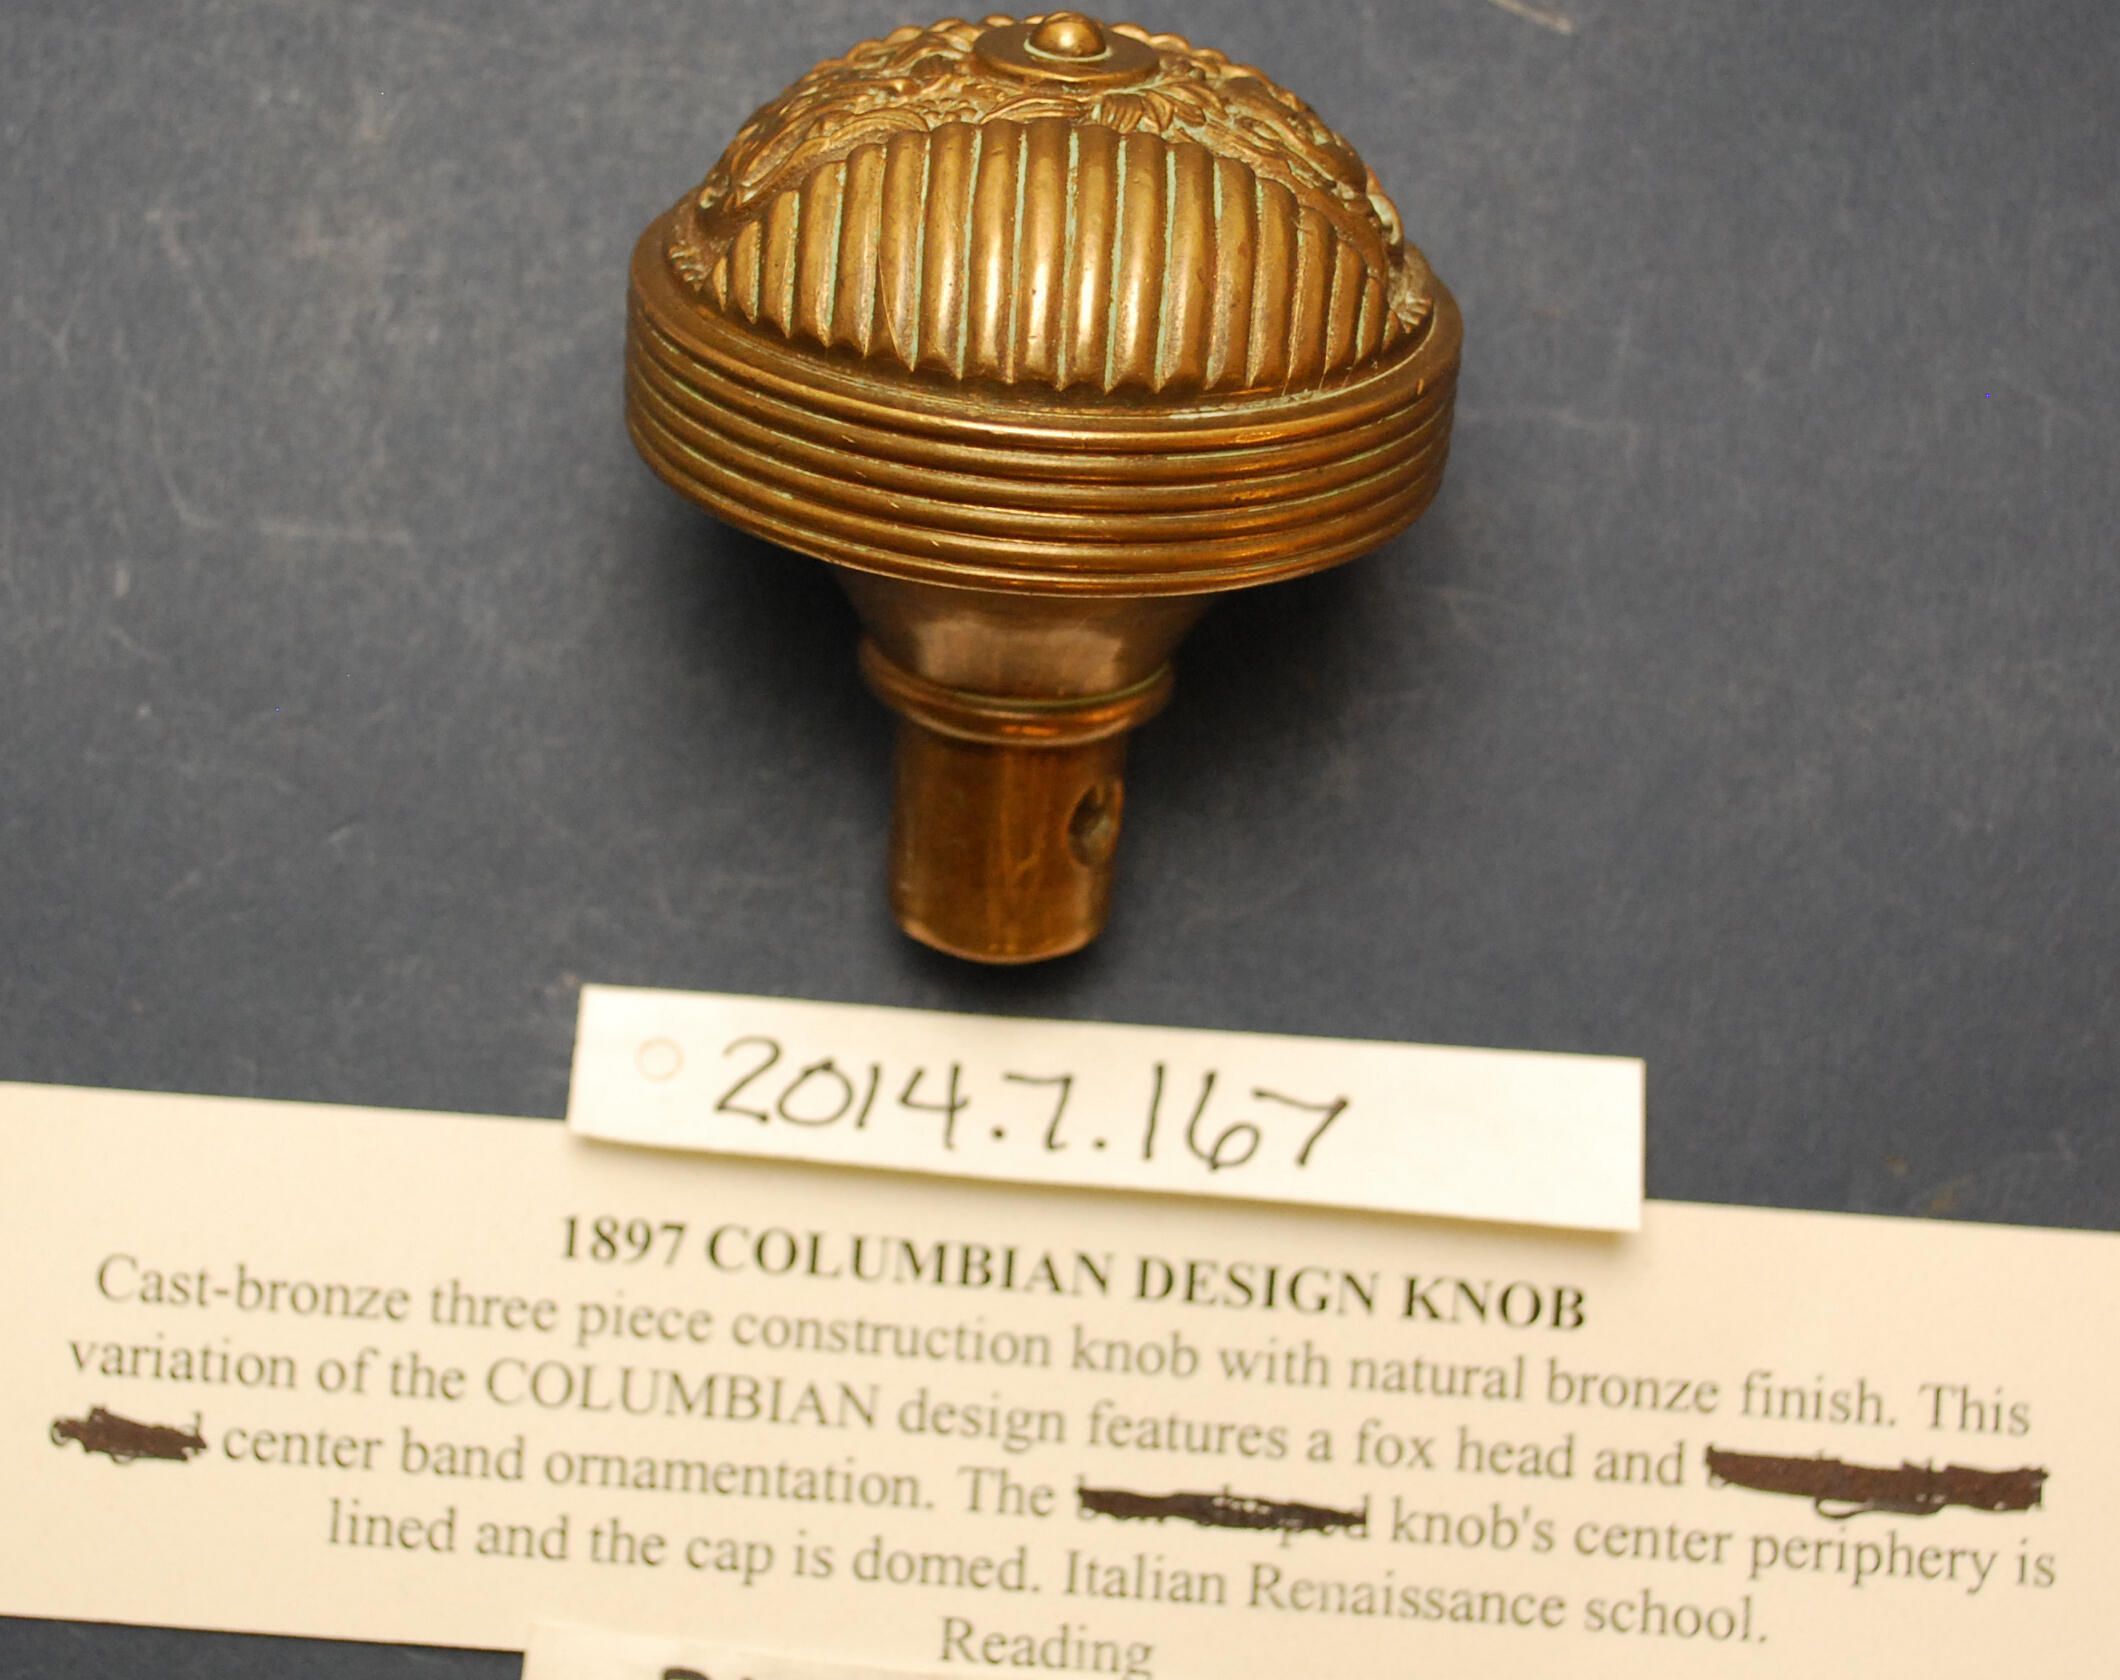 2014.7.167
1897 COLUMBIAN DESIGN KNOB
Cast-bronze three piece construction knob with natural bronze finish. This
variation of the COLUMBIAN design features a fox head and
center band ornamentation. The knob's center periphery is
lined and the cap is domed. Italian Renaissance school.
Reading